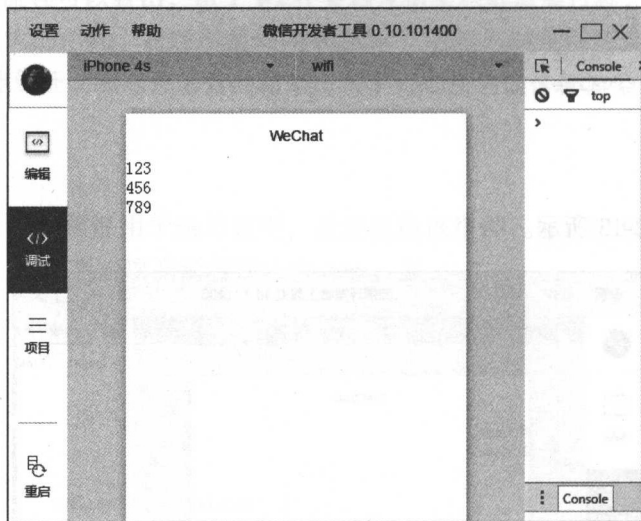 设置 动作 帮助 微信开发者工具 0.10.101400
iPhone 4s wifi
Console
top
WeChat
编辑
123
456
789
调试
项目
重启
Console